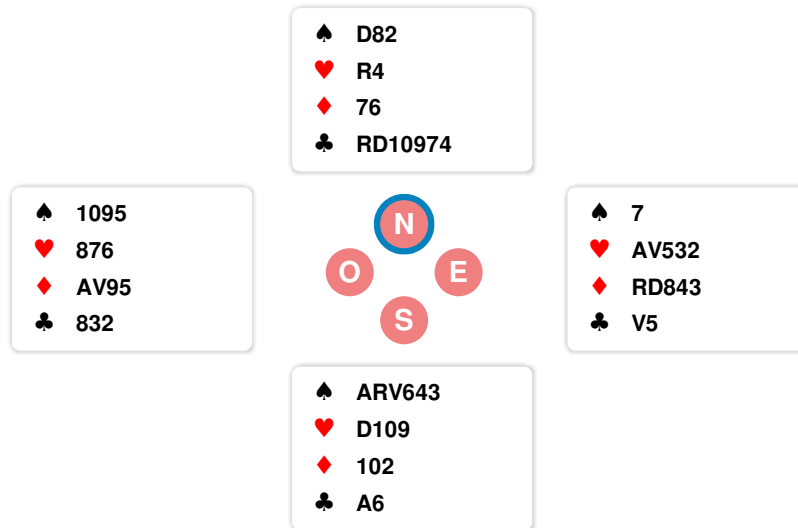 ♠ D82
♥ R4
♦ 76
♣ RD10974
♠ 1095
♥ 876
♦ AV95
♣ 832
N
O E
S
♠ 7
♥ AV532
♦ RD843
♣ V5
♠ ARV643
♥ D109
♦ 102
♣ A6